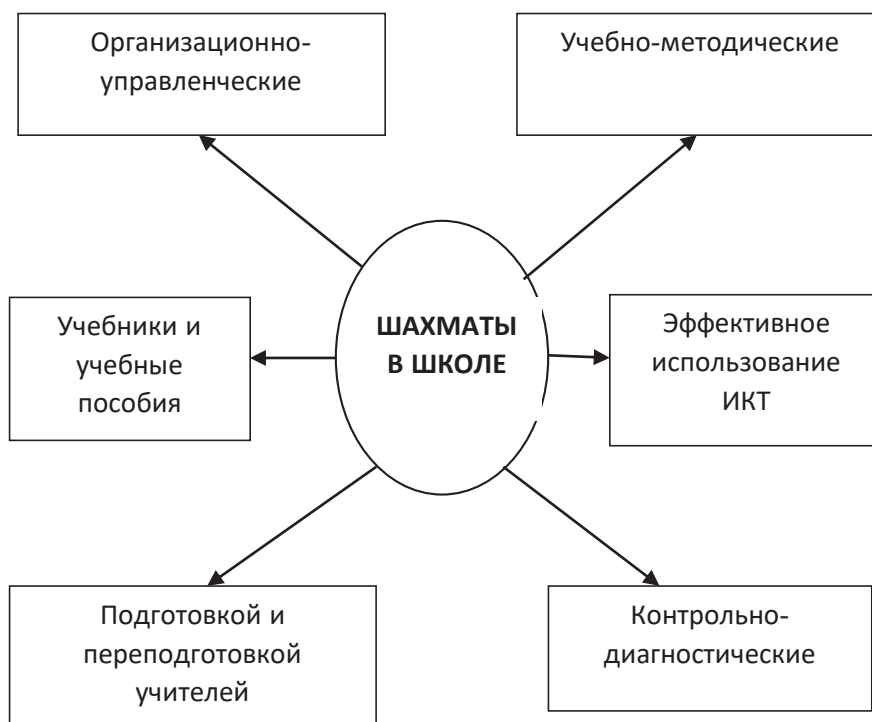 Организационно-
управленческие
Учебно-методические
ШАХМАТЫ
В ШКОЛЕ
Учебники и
учебные
пособия
Эффективное
использование
ИКТ
Подготовкой и
переподготовкой
учителей
Контрольно-
диагностические